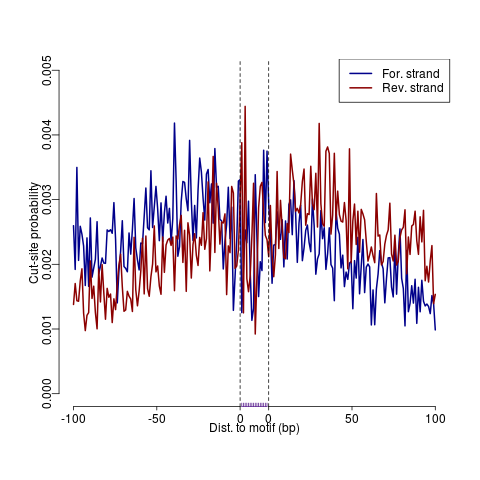 For. strand
Rev. strand
Cut-site probability
0.005
0.004
0.003
0.002
0.001
0.000
-100 -50 0 0 50 100
Dist. to motif (bp)